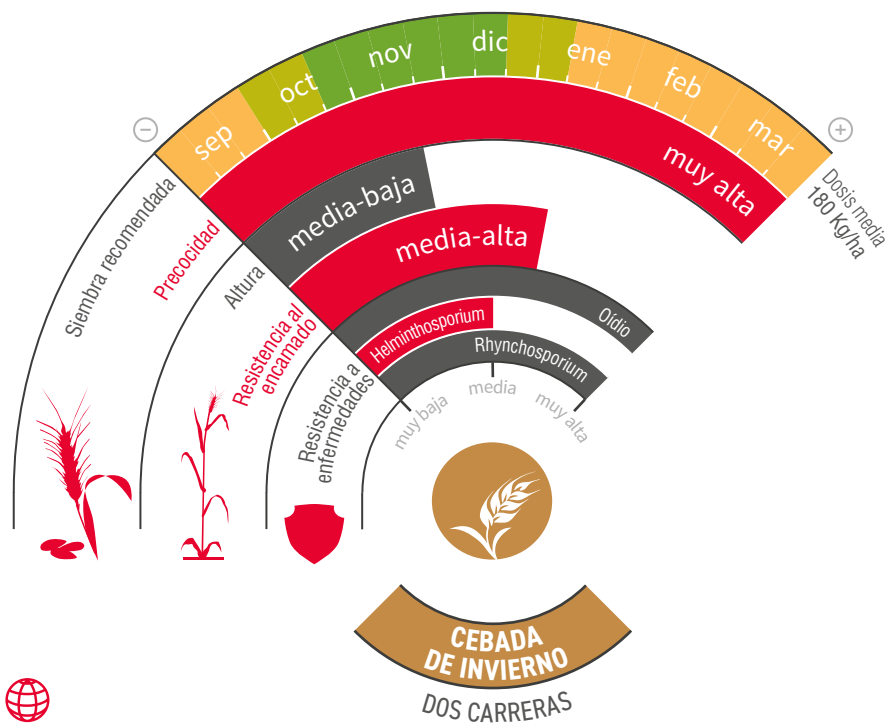 sep
oct
nov
dic
ene
feb
mar
−
+
Siembra recomendada
Dosis media
180 Kg/ha
Precocidad
muy alta
Altura
media-baja
Resistencia al
encamado
media-alta
Resistencia a
enfermedades
Oídio
Helminthosporium
Rhynchosporium
muy baja
media
muy alta
CEBADA
DE INVIERNO
DOS CARRERAS